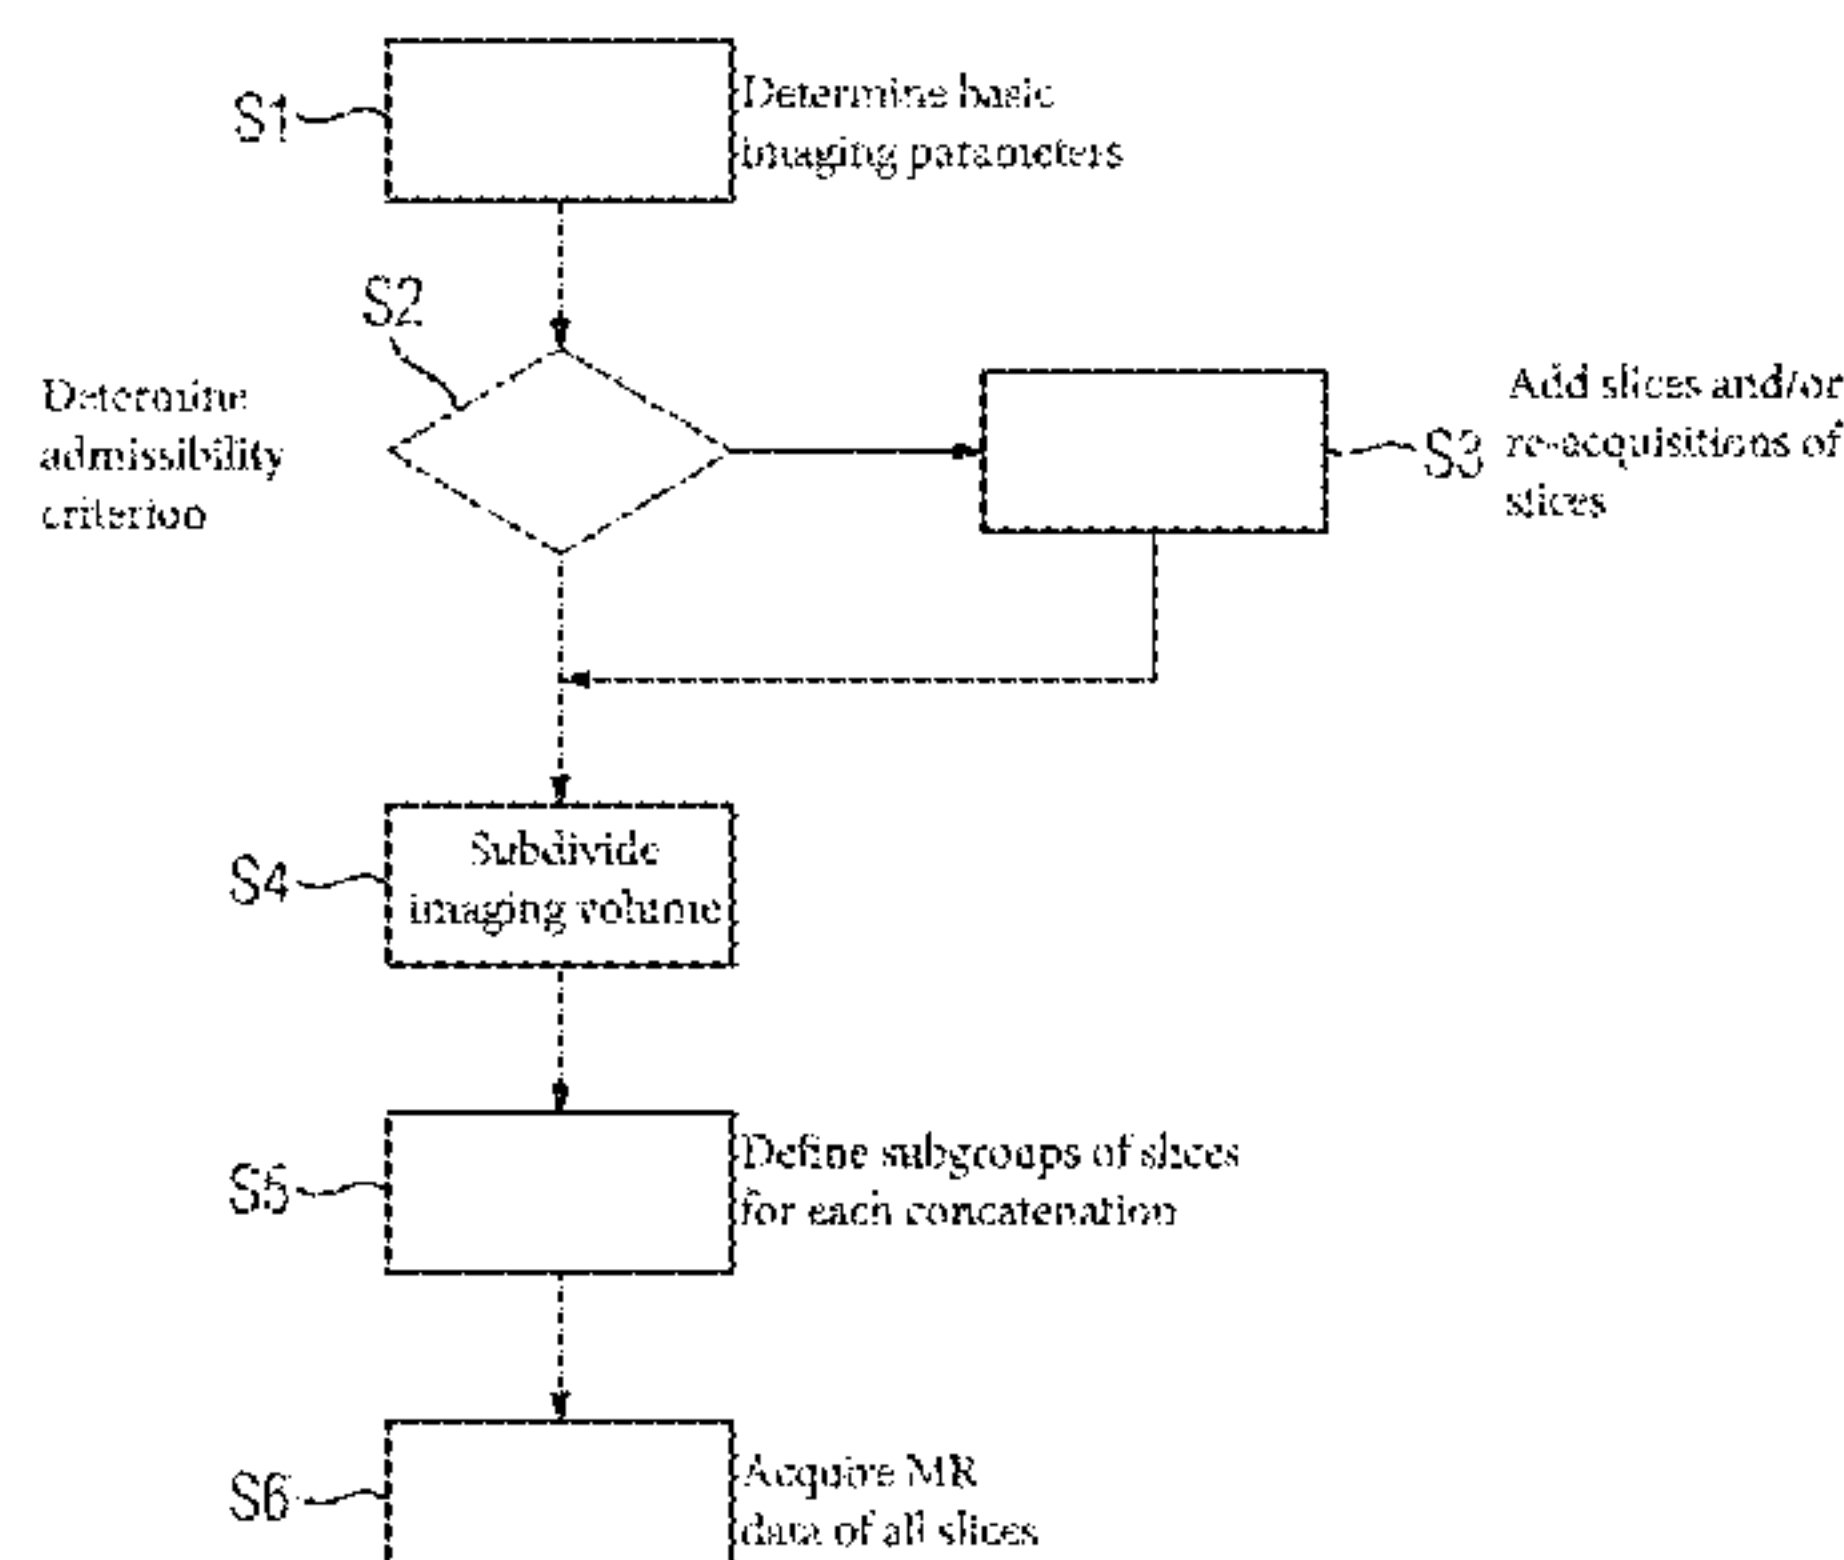 S1
Determine basic
imaging parameters
S2
Determine
admissibility
criterion
S3
Add slices and/or
re-acquisitions of
slices
S4
Subdivide
imaging volume
S5
Define subgroups of slices
for each concatenation
S6
Acquire MR
data of all slices